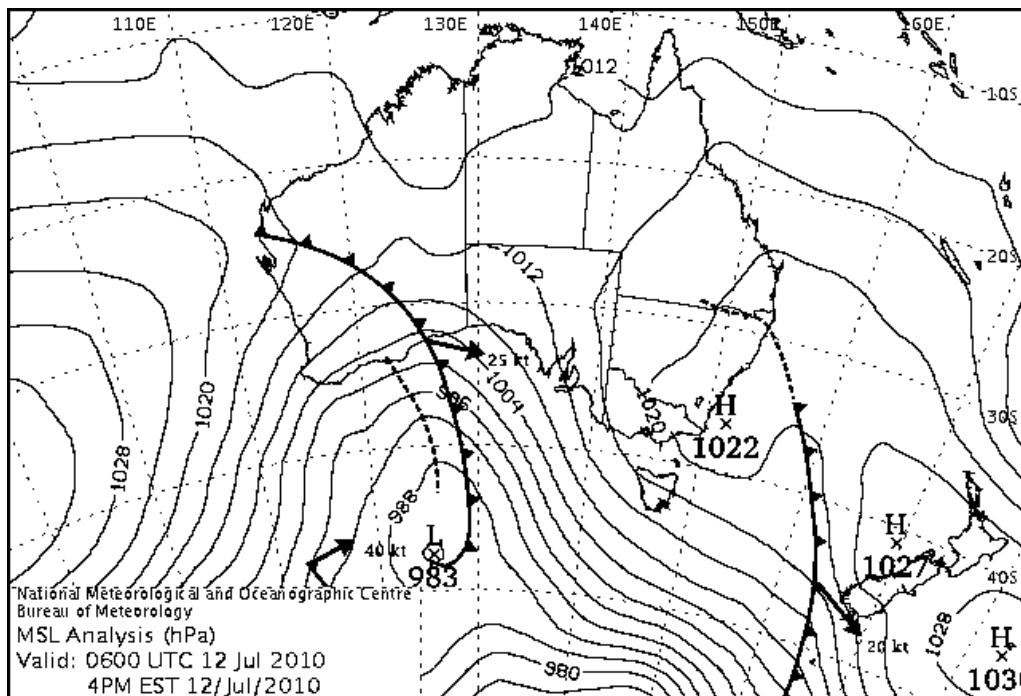 110E 120E 130E 140E 150E 160E
1012
10S
20S
1012
25 kt
1004
996
1020
1020
H
1022
30S
1028
988
L
983
40 kt
H
1027
40S
20 kt
1028
H
103
980
National Meteorological and Oceanographic Centre
Bureau of Meteorology
MSL Analysis (hPa)
Valid: 0600 UTC 12 Jul 2010
4PM EST 12/Jul/2010